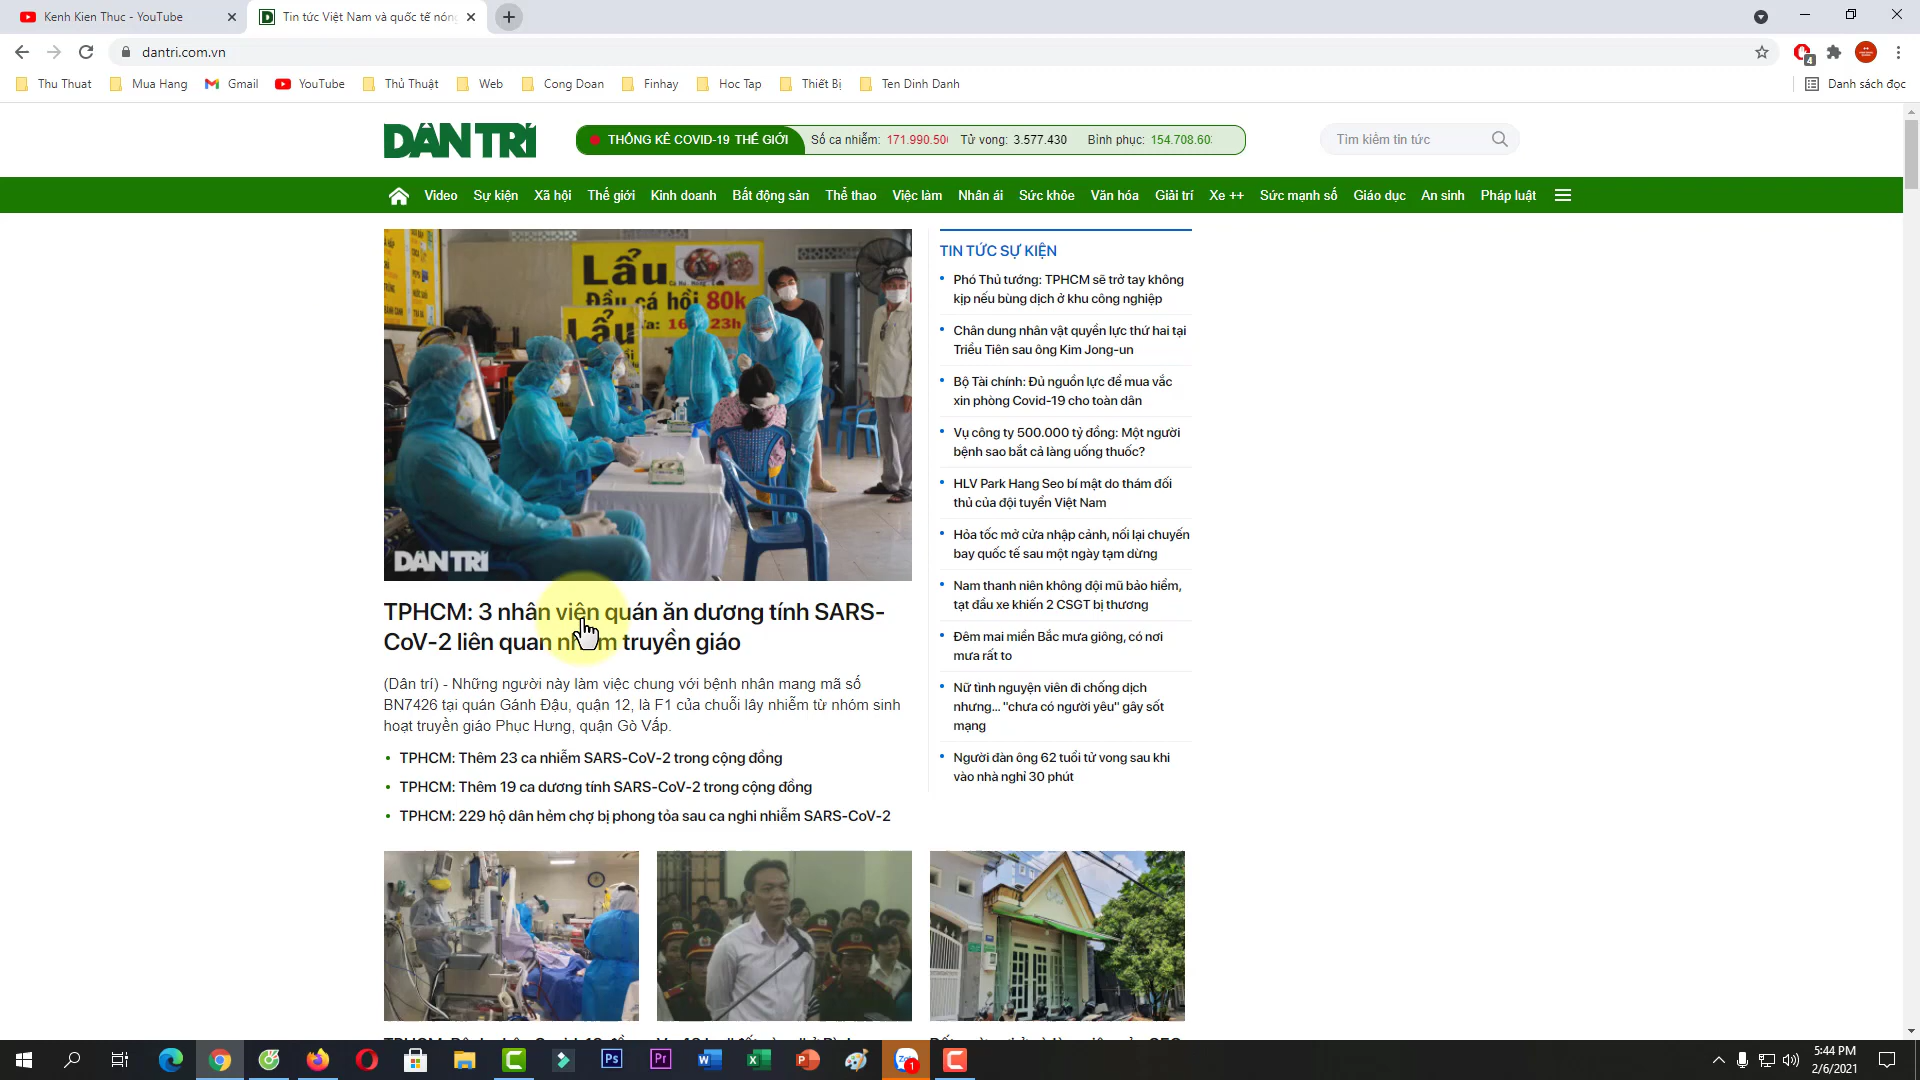 Kenh Kien Thuc - YouTube
Tin tức Việt Nam và quốc tế nón
dantri.com.vn
4
Thu Thuat
Mua Hang
Gmail
YouTube
Thủ Thuật
Web
Cong Doan
Finhay
Hoc Tap
Thiết Bị
Ten Dinh Danh
Danh sách đọc
DÂN TRÍ
THỐNG KÊ COVID-19 THẾ GIỚI
Số ca nhiễm: 171.990.506
Tử vong: 3.577.430
Bình phục: 154.708.60
Tìm kiếm tin tức
Video Sự kiện Xã hội Thế giới Kinh doanh Bất động sản Thể thao Việc làm Nhân ái Sức khỏe Văn hóa Giải trí Xe ++ Sức mạnh số Giáo dục An sinh Pháp luật
Lẩu
Đầu cá hồi 80k
DÂN TRÍ
TPHCM: 3 nhân viên quán ăn dương tính SARS-
CoV-2 liên quan nhóm truyền giáo
(Dân trí) - Những người này làm việc chung với bệnh nhân mang mã số
BN7426 tại quán Gánh Đậu, quận 12, là F1 của chuỗi lây nhiễm từ nhóm sinh
hoạt truyền giáo Phục Hưng, quận Gò Vấp.
TPHCM: Thêm 23 ca nhiễm SARS-CoV-2 trong cộng đồng
TPHCM: Thêm 19 ca dương tính SARS-CoV-2 trong cộng đồng
TPHCM: 229 hộ dân hẻm chợ bị phong tỏa sau ca nghi nhiễm SARS-CoV-2
TIN TỨC SỰ KIỆN
Phó Thủ tướng: TPHCM sẽ trở tay không
kịp nếu bùng dịch ở khu công nghiệp
Chân dung nhân vật quyền lực thứ hai tại
Triều Tiên sau ông Kim Jong-un
Bộ Tài chính: Đủ nguồn lực để mua vắc
xin phòng Covid-19 cho toàn dân
Vụ công ty 500.000 tỷ đồng: Một người
bệnh sao bắt cả làng uống thuốc?
HLV Park Hang Seo bí mật do thám đối
thủ của đội tuyển Việt Nam
Hỏa tốc mở cửa nhập cảnh, nối lại chuyến
bay quốc tế sau một ngày tạm dừng
Nam thanh niên không đội mũ bảo hiểm,
tạt đầu xe khiến 2 CSGT bị thương
Đêm mai miền Bắc mưa giông, có nơi
mưa rất to
Nữ tình nguyện viên đi chống dịch
nhưng... "chưa có người yêu" gây sốt
mạng
Người đàn ông 62 tuổi tử vong sau khi
vào nhà nghỉ 30 phút
Ps
Pr
Zalo
1
5:44 PM
2/6/2021